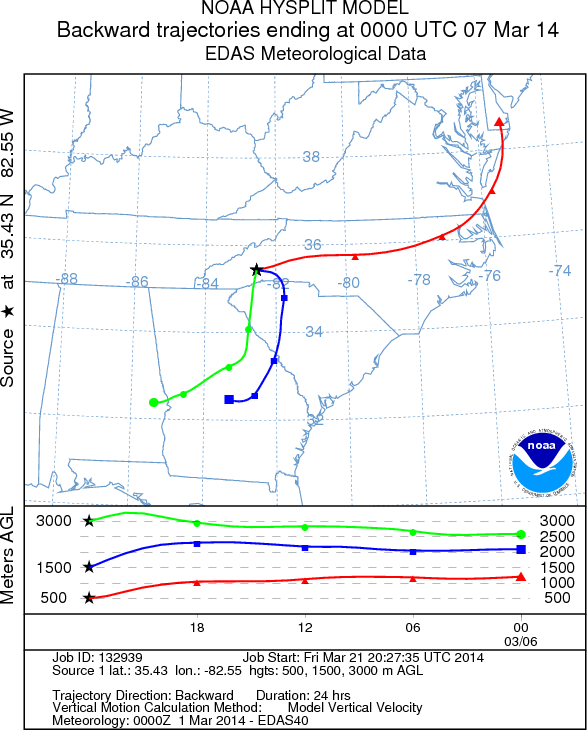 NOAA HYSPLIT MODEL
Backward trajectories ending at 0000 UTC 07 Mar 14
EDAS Meteorological Data
Source ★ at 35.43 N 82.55 W
38
36
-88
-86
-84
-82
-80
-78
-76
-74
34
32
noaa
Meters AGL
3000
1500
500
3000
2500
2000
1500
1000
500
18
12
06
00
03/06
Job ID: 132939 Job Start: Fri Mar 21 20:27:35 UTC 2014
Source 1 lat.: 35.43 lon.: -82.55 hgts: 500, 1500, 3000 m AGL
Trajectory Direction: Backward Duration: 24 hrs
Vertical Motion Calculation Method: Model Vertical Velocity
Meteorology: 0000Z 1 Mar 2014 - EDAS40